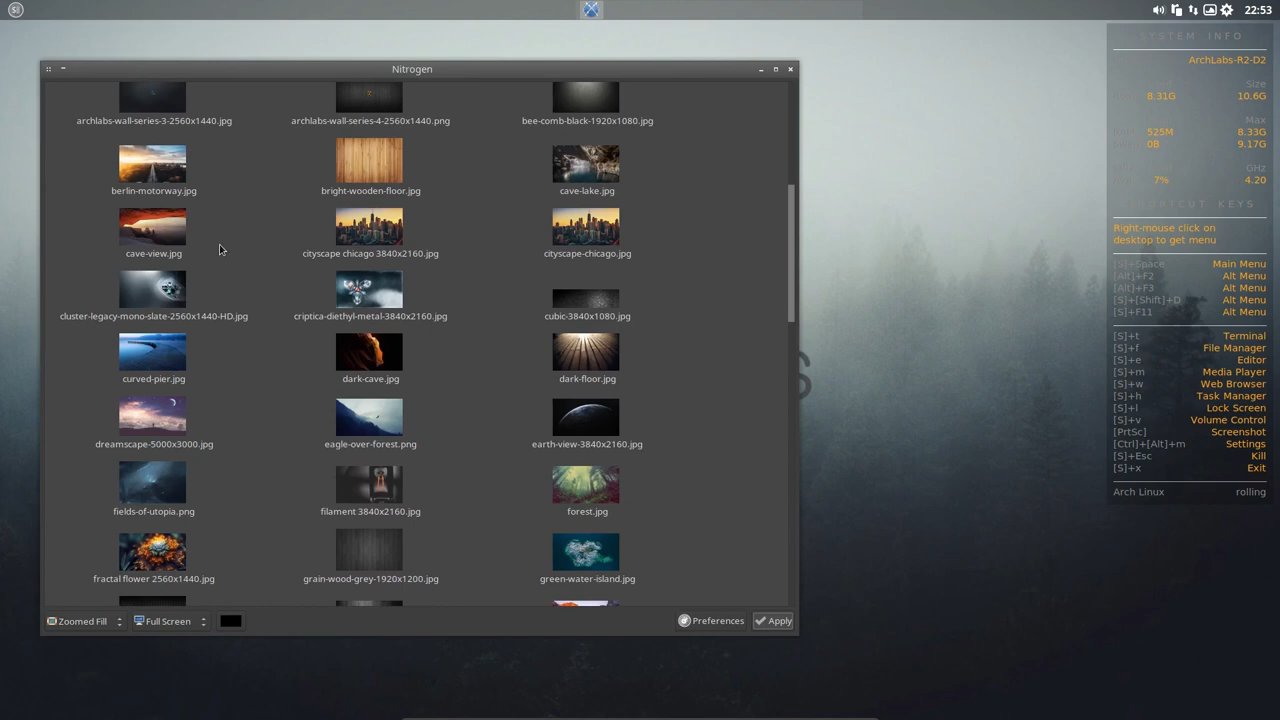 22:53
Nitrogen
archlabs-wall-series-3-2560x1440.jpg
archlabs-wall-series-4-2560x1440.png
bee-comb-black-1920x1080.jpg
berlin-motorway.jpg
bright-wooden-floor.jpg
cave-lake.jpg
cave-view.jpg
cityscape chicago 3840x2160.jpg
cityscape-chicago.jpg
cluster-legacy-mono-slate-2560x1440-HD.jpg
criptica-diethyl-metal-3840x2160.jpg
cubic-3840x1080.jpg
curved-pier.jpg
dark-cave.jpg
dark-floor.jpg
dreamscape-5000x3000.jpg
eagle-over-forest.png
earth-view-3840x2160.jpg
fields-of-utopia.png
filament 3840x2160.jpg
forest.jpg
fractal flower 2560x1440.jpg
grain-wood-grey-1920x1200.jpg
green-water-island.jpg
Zoomed Fill
Full Screen
Preferences
Apply
SYSTEM INFO
ArchLabs-R2-D2
Size
8.31G 10.6G
Max
525M 8.33G
0B 9.17G
GHz
7% 4.20
SHORTCUT KEYS
Right-mouse click on
desktop to get menu
[S]+Space Main Menu
[Alt]+F2 Alt Menu
[Alt]+F3 Alt Menu
[S]+[Shift]+D Alt Menu
[S]+F11 Alt Menu
[S]+t Terminal
[S]+f File Manager
[S]+e Editor
[S]+m Media Player
[S]+w Web Browser
[S]+h Task Manager
[S]+l Lock Screen
[S]+v Volume Control
[PrtSc] Screenshot
[Ctrl]+[Alt]+m Settings
[S]+Esc Kill
[S]+x Exit
Arch Linux rolling